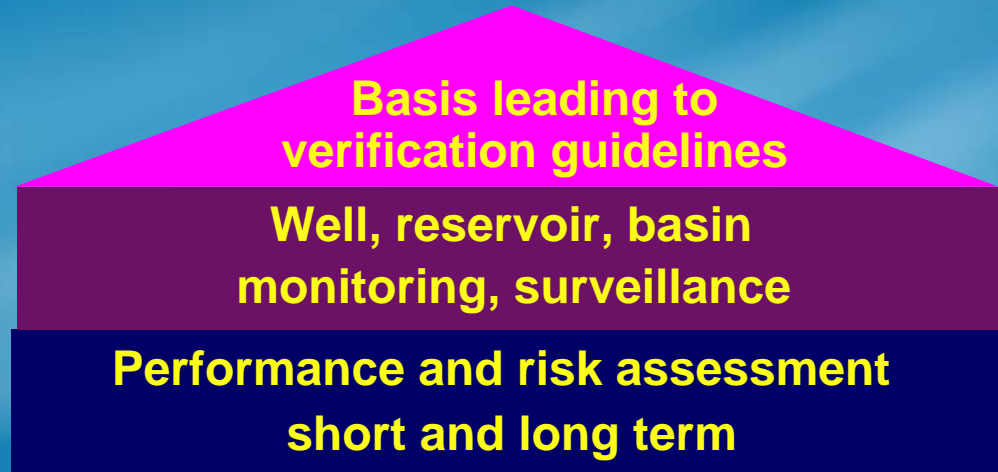 Basis leading to
verification guidelines
Well, reservoir, basin
monitoring, surveillance
Performance and risk assessment
short and long term